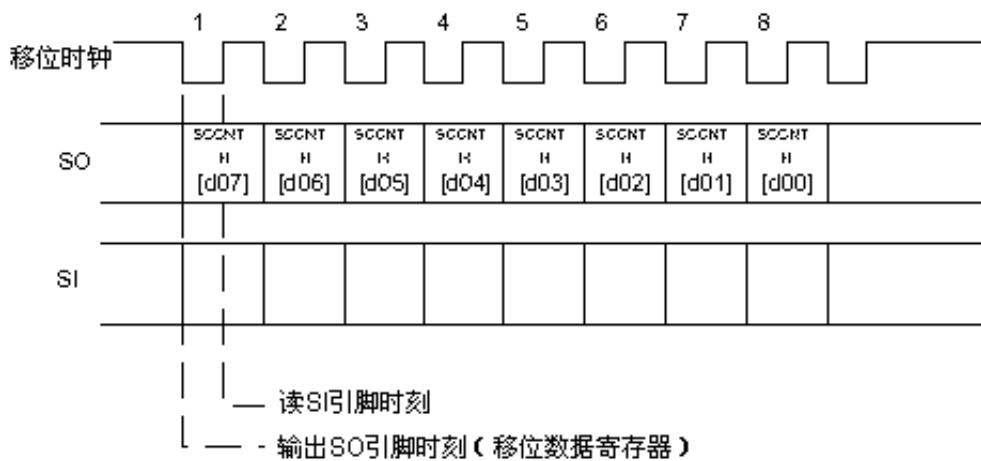 1 2 3 4 5 6 7 8
移位时钟
SO
SCCNT SCCNT SCCNT SCCNT SCCNT SCCNT SCCNT SCCNT
[d07] [d06] [d05] [d04] [d03] [d02] [d01] [d00]
SI
读SI引脚时刻
输出SO引脚时刻(移位数据寄存器)